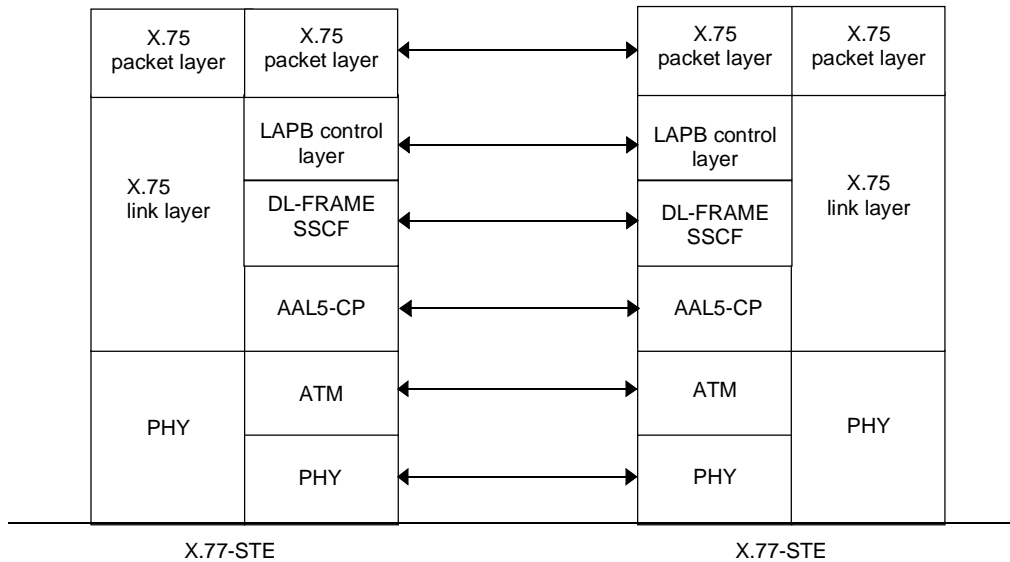 X.75
packet layer
X.75
packet layer
X.75
packet layer
X.75
packet layer
X.75
link layer
LAPB control
layer
DL-FRAME
SSCF
AAL5-CP
LAPB control
layer
DL-FRAME
SSCF
AAL5-CP
X.75
link layer
PHY
ATM
PHY
ATM
PHY
PHY
X.77-STE
X.77-STE